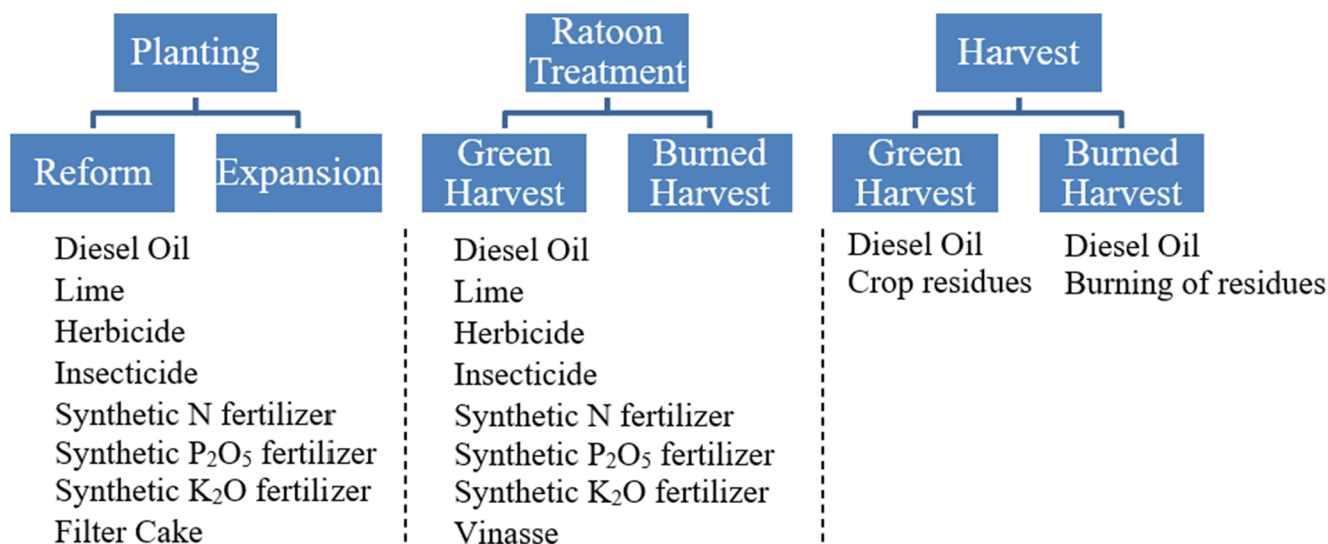 Planting
Reform
Expansion
Diesel Oil
Lime
Herbicide
Insecticide
Synthetic N fertilizer
Synthetic P₂O₅ fertilizer
Synthetic K₂O fertilizer
Filter Cake
Ratoon
Treatment
Green
Harvest
Burned
Harvest
Diesel Oil
Lime
Herbicide
Insecticide
Synthetic N fertilizer
Synthetic P₂O₅ fertilizer
Synthetic K₂O fertilizer
Vinasse
Harvest
Green
Harvest
Diesel Oil
Crop residues
Burned
Harvest
Diesel Oil
Burning of residues